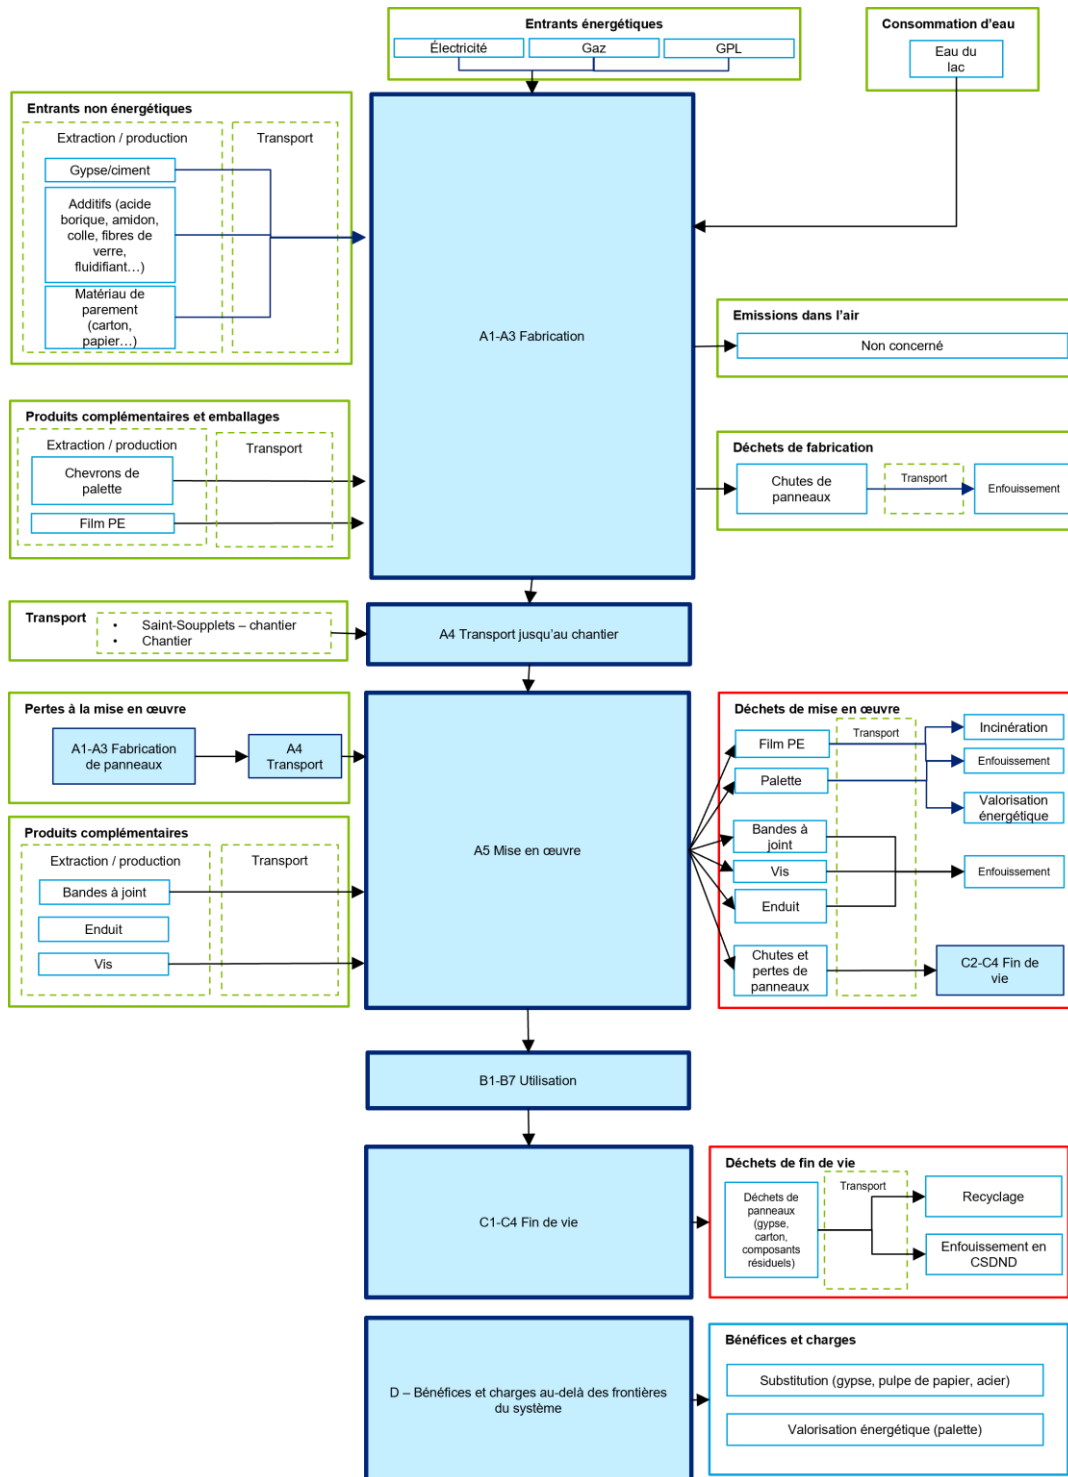 Entrants énergétiques
Électricité
Gaz
GPL
Consommation d’eau
Eau du
lac
Entrants non énergétiques
Extraction / production
Transport
Gypse/ciment
Additifs (acide
borique, amidon,
colle, fibres de
verre,
fluidifiant…)
Matériau de
parement
(carton,
papier…)
A1-A3 Fabrication
Emissions dans l’air
Non concerné
Produits complémentaires et emballages
Extraction / production
Transport
Chevrons de
palette
Film PE
Déchets de fabrication
Chutes de
panneaux
Transport
Enfouissement
Transport
• Saint-Soupplets – chantier
• Chantier
A4 Transport jusqu’au chantier
Pertes à la mise en œuvre
A1-A3 Fabrication
de panneaux
A4
Transport
Produits complémentaires
Extraction / production
Transport
Bandes à joint
Enduit
Vis
A5 Mise en œuvre
Déchets de mise en œuvre
Transport
Film PE
Palette
Bandes à
joint
Vis
Enduit
Chutes et
pertes de
panneaux
Incinération
Enfouissement
Valorisation
énergétique
Enfouissement
C2-C4 Fin de
vie
B1-B7 Utilisation
C1-C4 Fin de vie
Déchets de fin de vie
Déchets de
panneaux
(gypse,
carton,
composants
résiduels)
Transport
Recyclage
Enfouissement en
CSDND
D – Bénéfices et charges au-delà des frontières
du système
Bénéfices et charges
Substitution (gypse, pulpe de papier, acier)
Valorisation énergétique (palette)